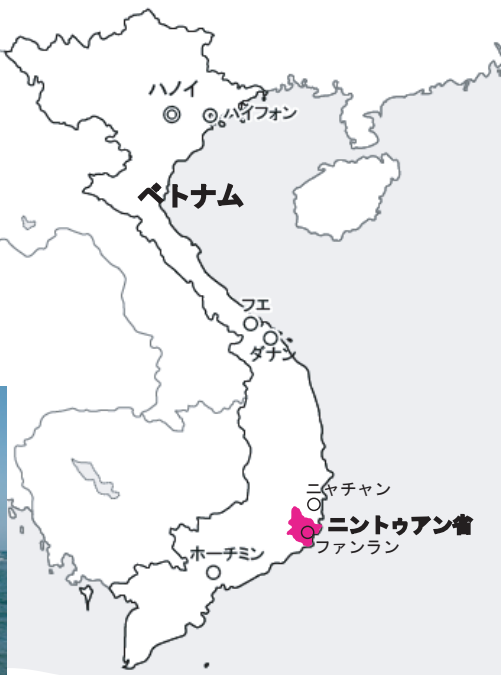 ハノイ
ハイフォン
ベトナム
フエ
ダナン
ニャチャン
ニントゥアン省
ファンラン
ホーチミン